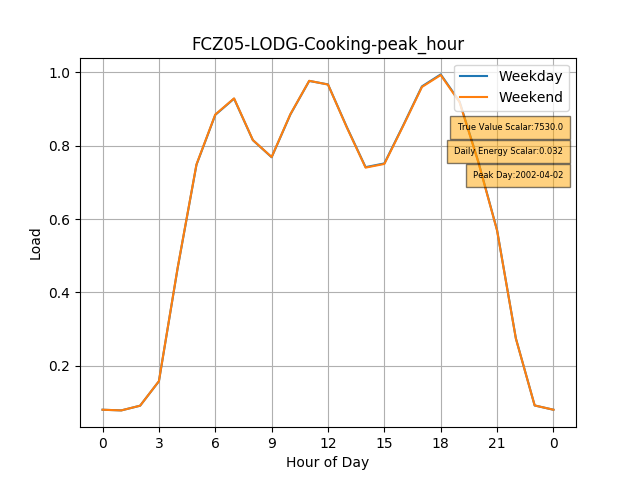 FCZ05-LODG-Cooking-peak_hour
1.0
0.8
0.6
0.4
0.2
Load
Weekday
Weekend
True Value Scalar:7530.0
Daily Energy Scalar:0.032
Peak Day:2002-04-02
0 3 6 9 12 15 18 21 0
Hour of Day